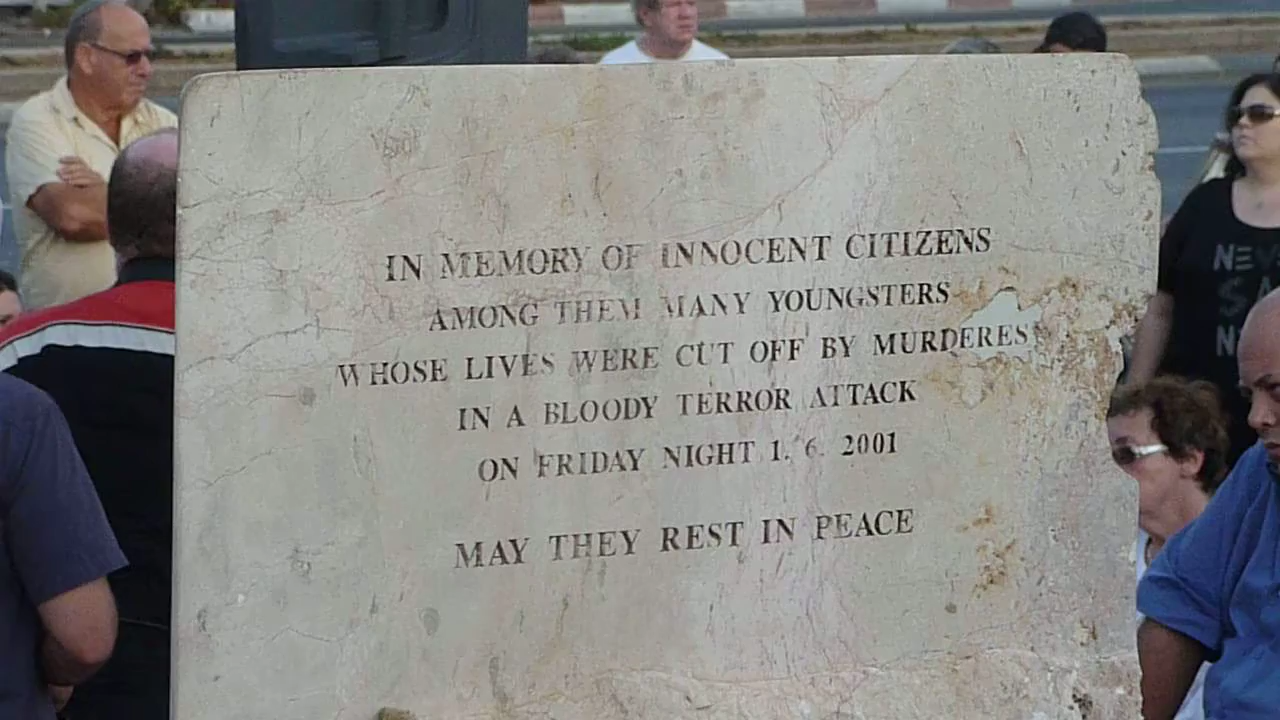 IN MEMORY OF INNOCENT CITIZENS
AMONG THEM MANY YOUNGSTERS
WHOSE LIVES WERE CUT OFF BY MURDERES
IN A BLOODY TERROR ATTACK
ON FRIDAY NIGHT 1. 6. 2001
MAY THEY REST IN PEACE